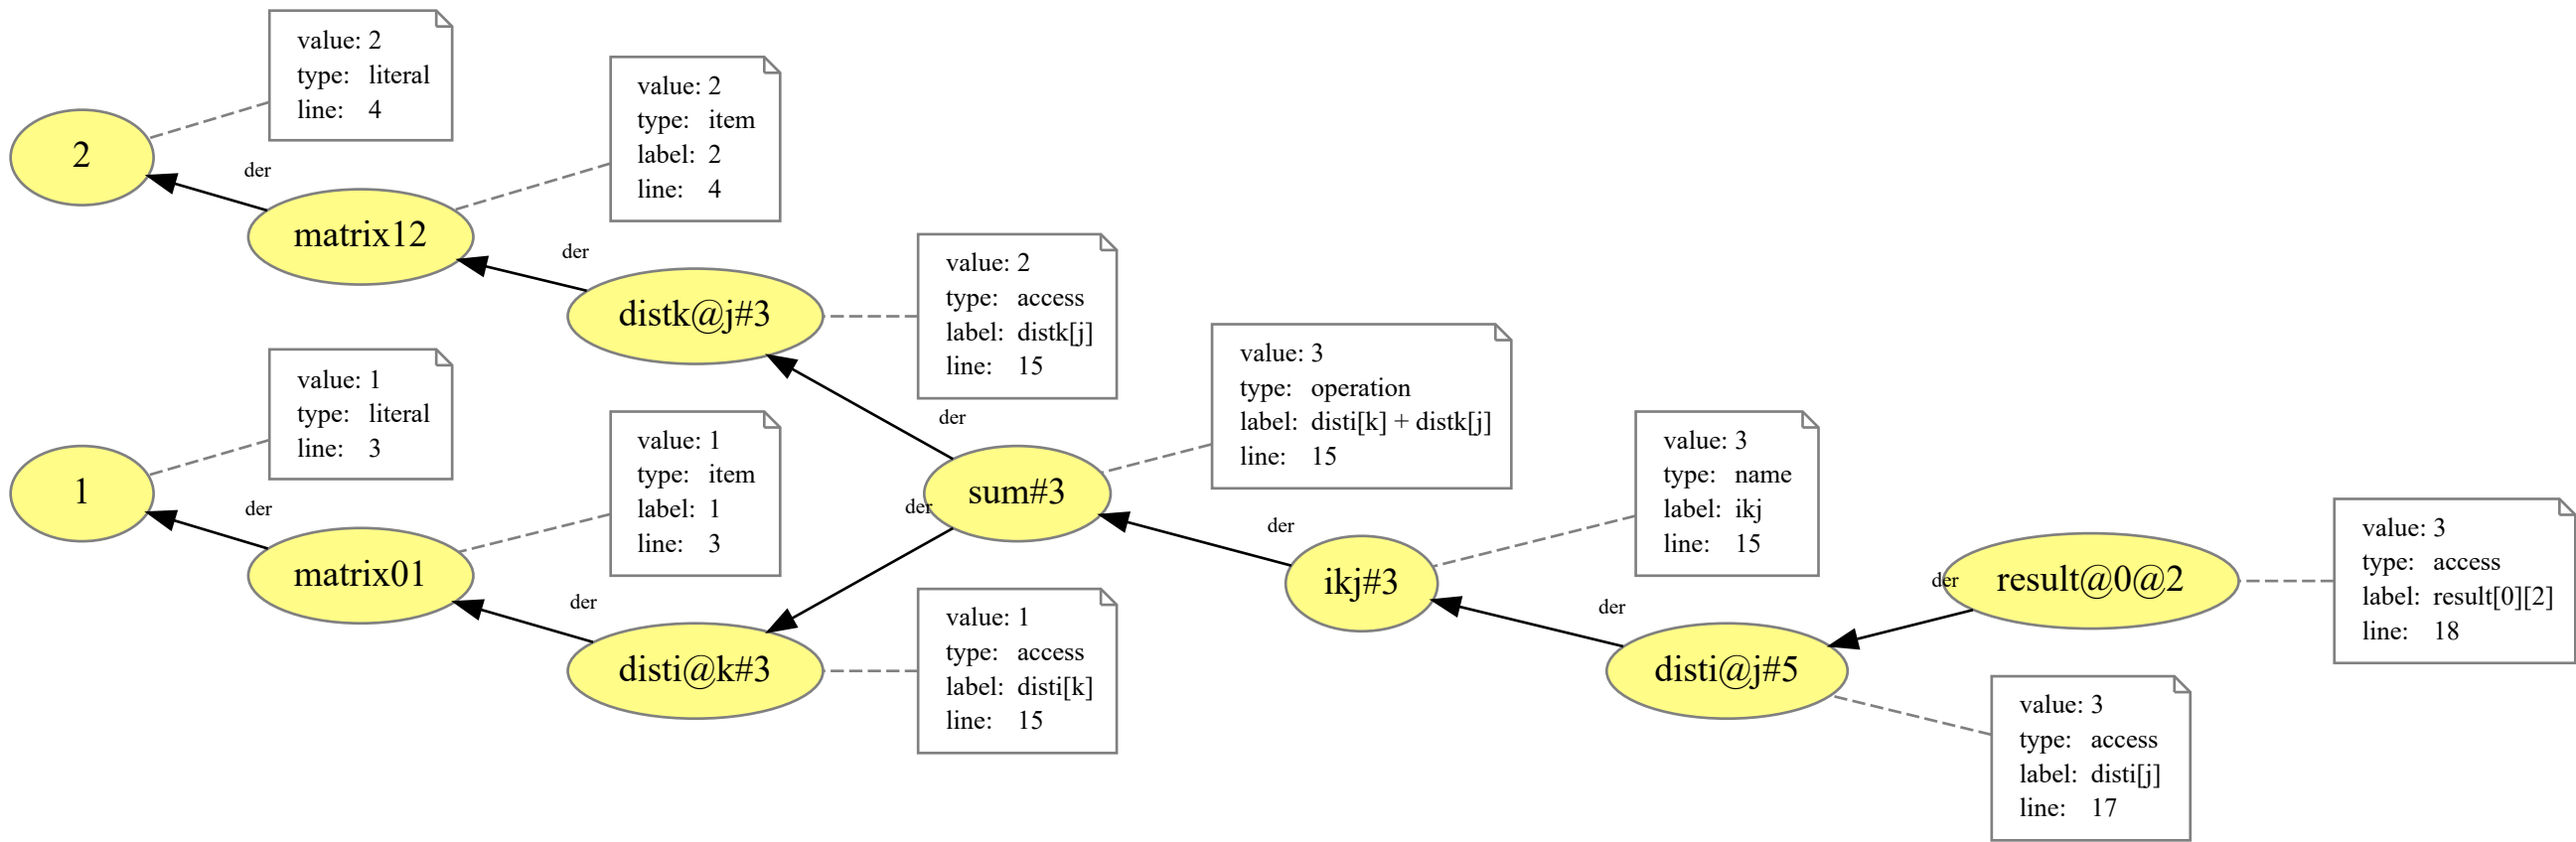 value: 2
type: literal
line: 4
2
der
matrix12
value: 2
type: item
label: 2
line: 4
der
distk@j#3
value: 2
type: access
label: distk[j]
line: 15
value: 1
type: literal
line: 3
1
der
matrix01
value: 1
type: item
label: 1
line: 3
der
disti@k#3
value: 1
type: access
label: disti[k]
line: 15
der
der
sum#3
value: 3
type: operation
label: disti[k] + distk[j]
line: 15
der
ikj#3
value: 3
type: name
label: ikj
line: 15
der
disti@j#5
value: 3
type: access
label: disti[j]
line: 17
der
result@0@2
value: 3
type: access
label: result[0][2]
line: 18